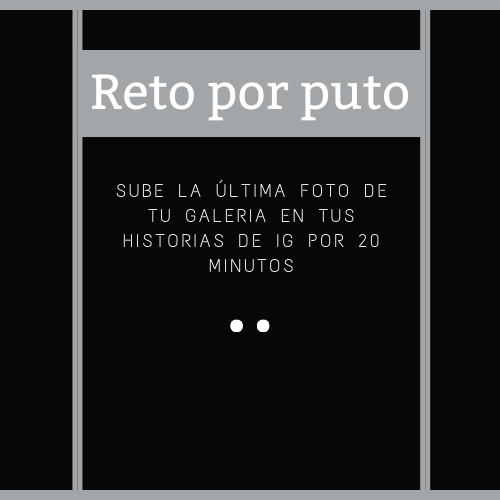 Reto por puto
SUBE LA ÚLTIMA FOTO DE
TU GALERIA EN TUS
HISTORIAS DE IG POR 20
MINUTOS